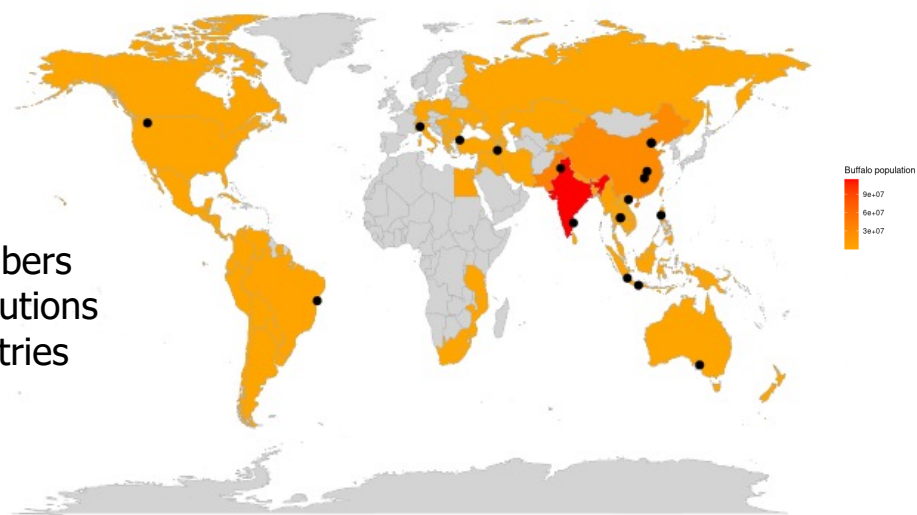 bers
utions
tries
Buffalo population
9e+07
6e+07
3e+07